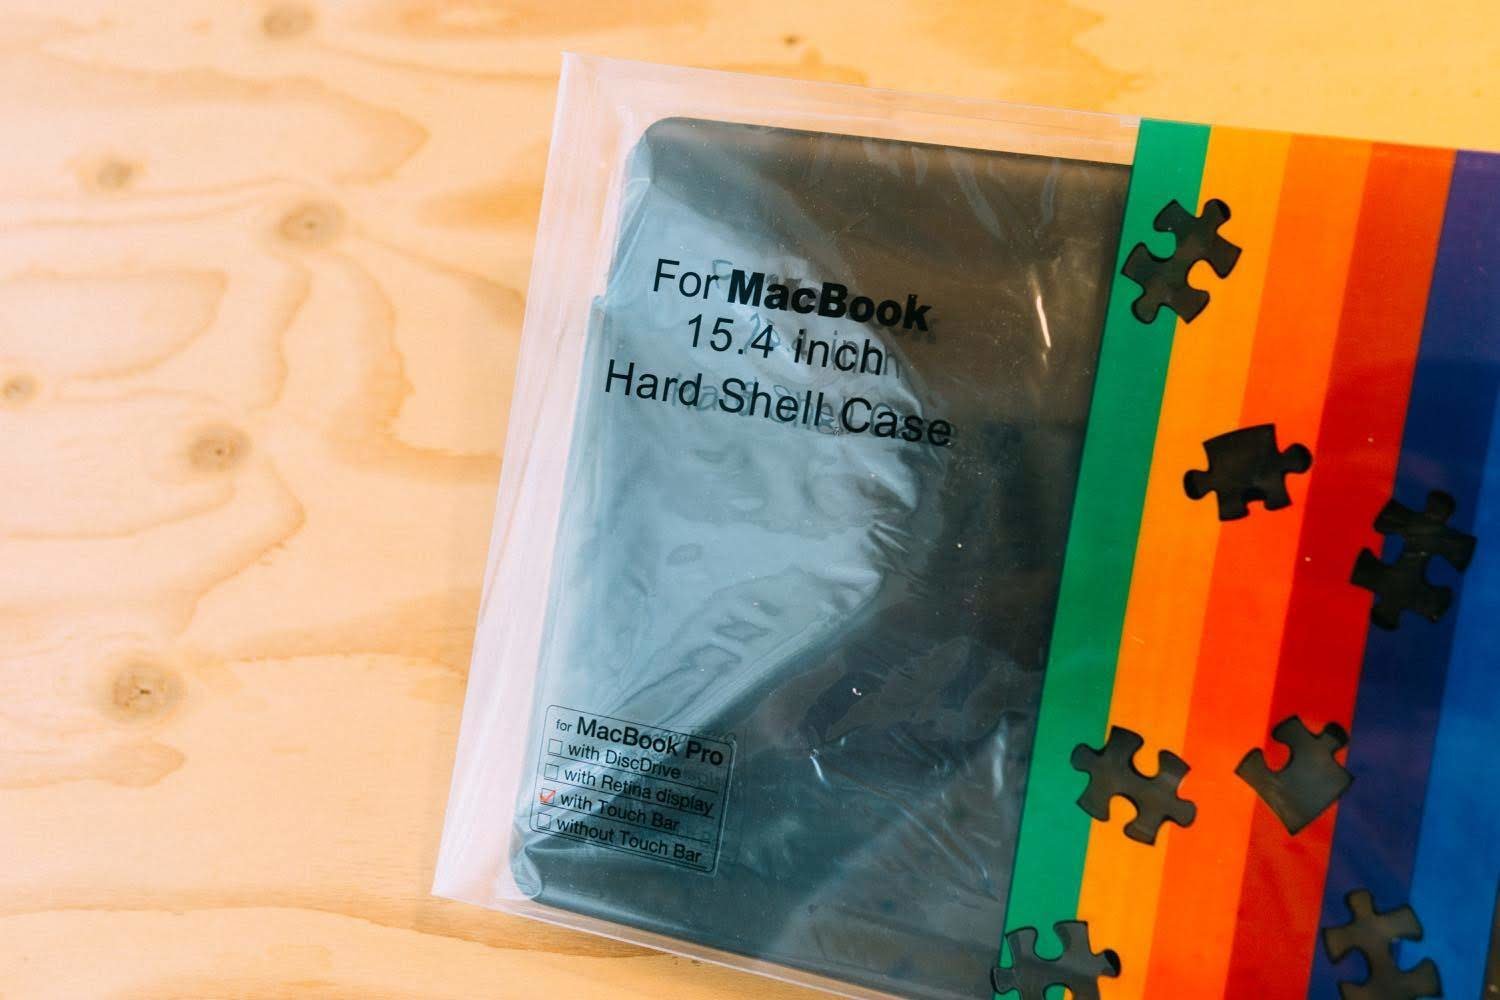 For MacBook
15.4 inch
Hard Shell Case
for MacBook Pro
with DiscDrive
with Retina display
with Touch Bar
without Touch Bar